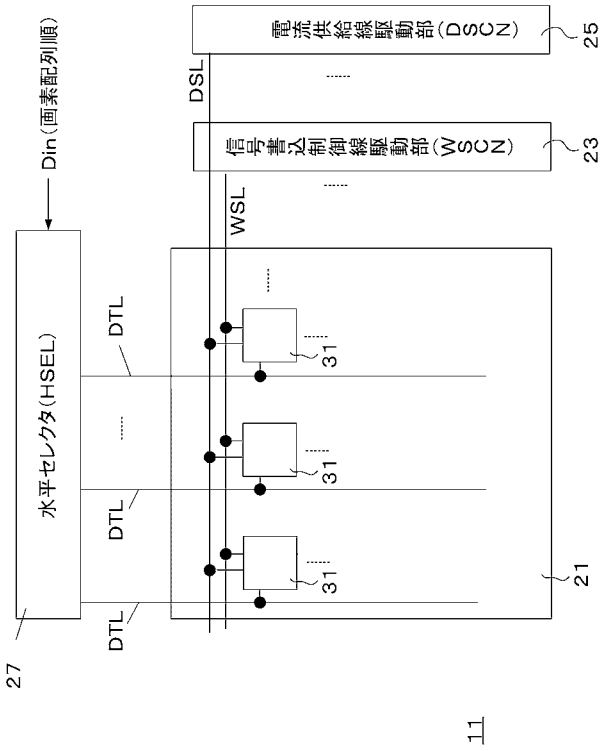 Din(画素配列順)
水平セレクタ(HSEL)
27
DTL
DTL
DTL
DSL
WSL
電流供給線駆動部(DSCN)
25
信号書込制御線駆動部(WSCN)
23
31
31
31
21
11